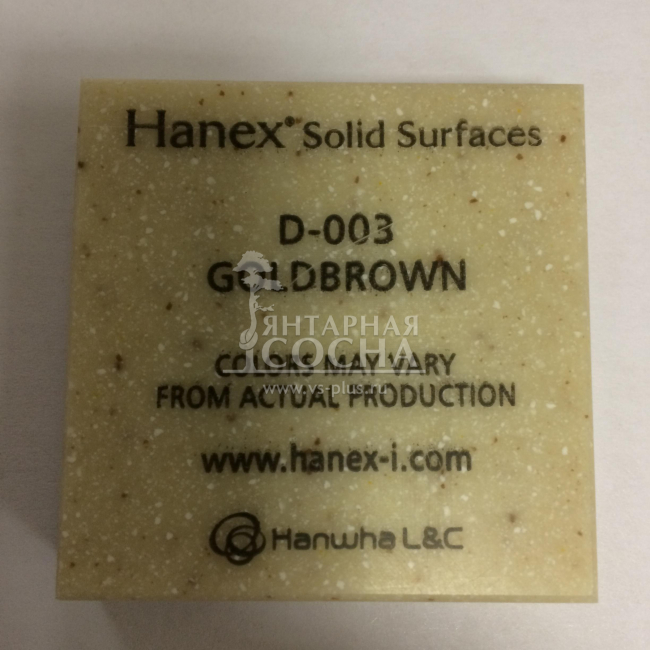 Hanex® Solid Surfaces
D-003
GOLDBROWN
ЯНТАРНАЯ
СОСНА
COLORS MAY VARY
www.vs-plus.ru
FROM ACTUAL PRODUCTION
www.hanex-i.com
Hanwha L&C